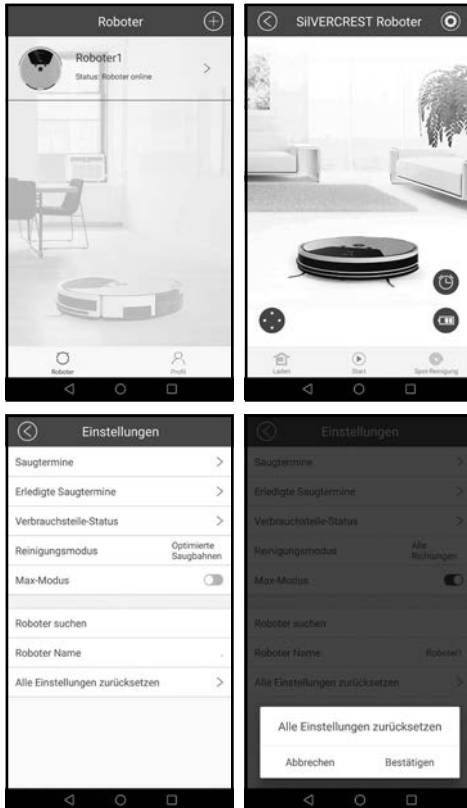 Roboter
Roboter1
Status: Roboter online
Roboter
Profil
SilVERCREST Roboter
Laden
Start
Spot-Reinigung
Einstellungen
Saugtermine
Erledigte Saugtermine
Verbrauchsteile-Status
Reinigungsmodus
Optimierte
Saugbahnen
Max-Modus
Roboter suchen
Roboter Name
Alle Einstellungen zurücksetzen
Einstellungen
Saugtermine
Erledigte Saugtermine
Verbrauchsteile-Status
Reinigungsmodus
Alle
Richtungen
Max-Modus
Roboter suchen
Roboter Name
Roboter1
Alle Einstellungen zurücksetzen
Alle Einstellungen zurücksetzen
Abbrechen
Bestätigen